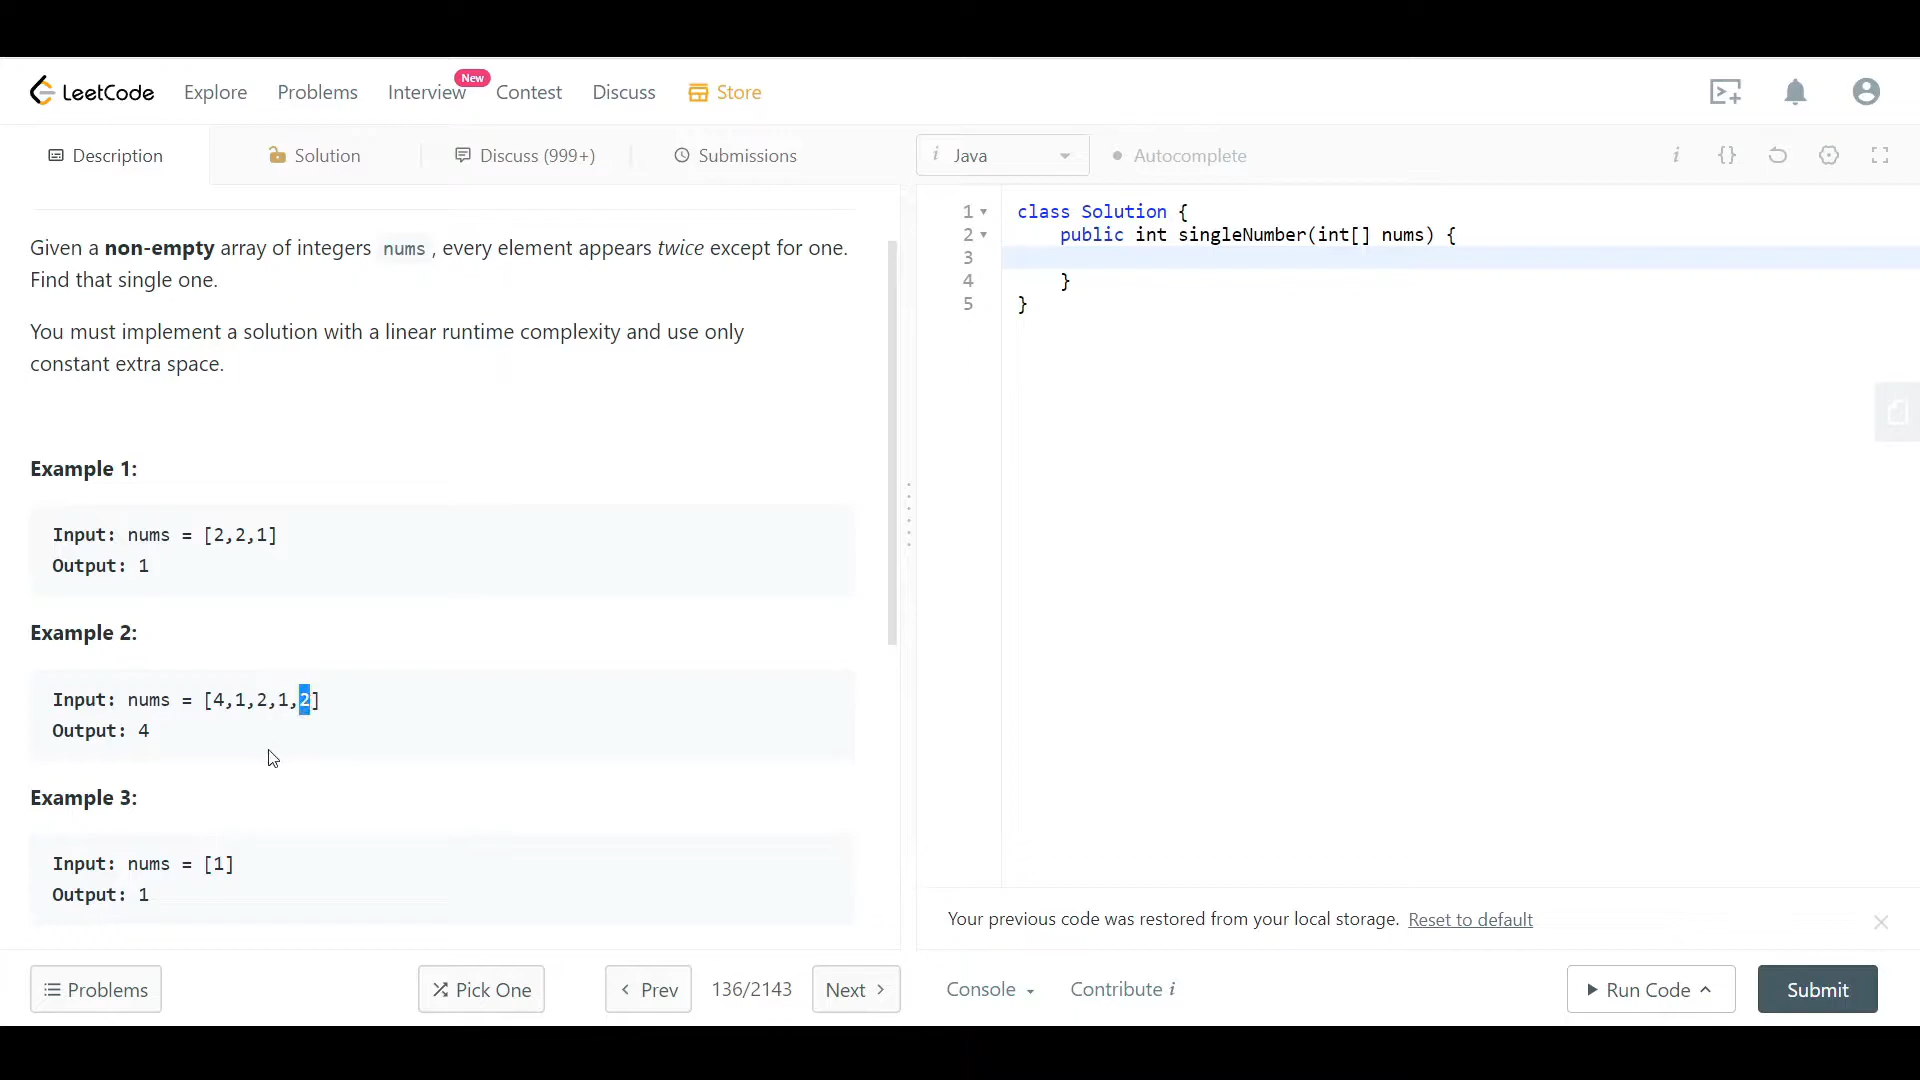 LeetCode Explore Problems Interview New Contest Discuss Store
Description Solution Discuss (999+) Submissions
i Java Autocomplete i {}
Given a non-empty array of integers nums, every element appears twice except for one.
Find that single one.
You must implement a solution with a linear runtime complexity and use only
constant extra space.
Example 1:
Input: nums = [2,2,1]
Output: 1
Example 2:
Input: nums = [4,1,2,1,2]
Output: 4
Example 3:
Input: nums = [1]
Output: 1
1 class Solution {
2 public int singleNumber(int[] nums) {
3
4 }
5 }
Your previous code was restored from your local storage. Reset to default
Problems Pick One Prev 136/2143 Next
Console Contribute i Run Code Submit